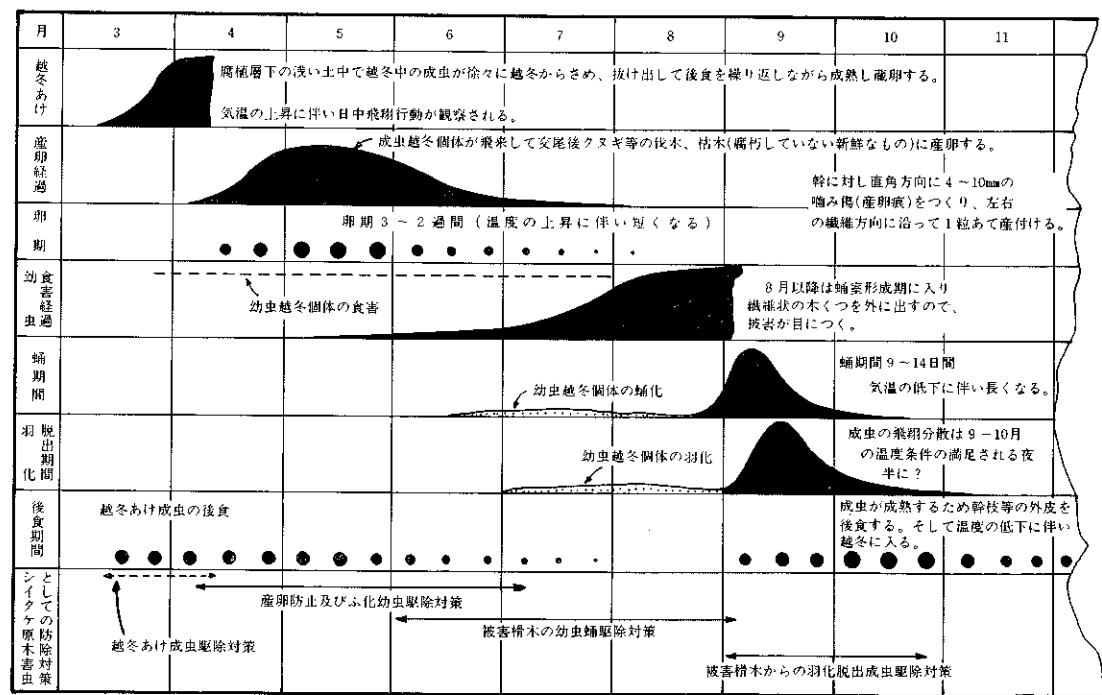 月 3 4 5 6 7 8 9 10 11
越冬あけ
腐植層下の浅い土中で越冬中の成虫が徐々に越冬からさめ、抜け出して後食を繰り返しながら成熟し産卵する。
気温の上昇に伴い日中飛翔行動が観察される。
産卵経過
成虫越冬個体が飛来して交尾後クヌギ等の伐木、枯木(腐朽していない新鮮なもの)に産卵する。
幹に対し直角方向に4～10㎜の
噛み傷(産卵痕)をつくり、左右
の繊維方向に沿って1粒あて産付ける。
卵期
卵期3～2過間(温度の上昇に伴い短くなる)
幼虫
食害経過
幼虫越冬個体の食害
8月以降は蛹室形成期に入り
繊維状の木くつを外に出すので、
被害が目につく。
蛹期間
幼虫越冬個体の蛹化
蛹期間9～14日間
気温の低下に伴い長くなる。
羽化
脱出期間
幼虫越冬個体の羽化
成虫の飛翔分散は9－10月
の温度条件の満足される夜
半に？
後食期間
越冬あけ成虫の後食
成虫が成熟するため幹枝等の外皮を
後食する。そして温度の低下に伴い
越冬に入る。
シイタケ原木害虫
としての防除対策
越冬あけ成虫駆除対策
産卵防止及びふ化幼虫駆除対策
被害榾木の幼虫蛹駆除対策
被害榾木からの羽化脱出成虫駆除対策